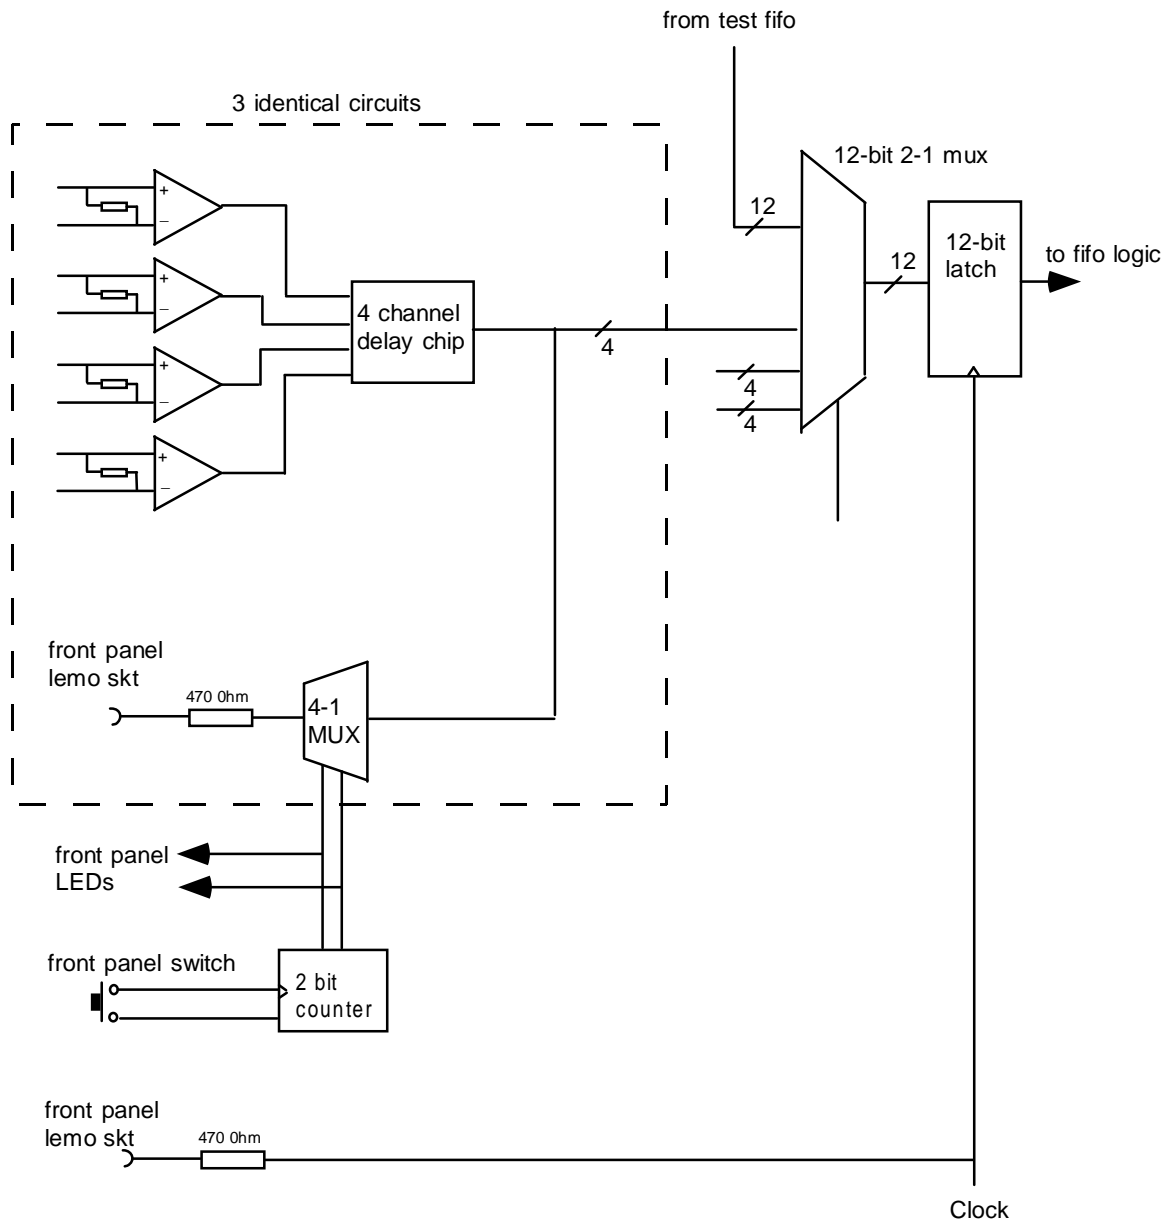 from test fifo
3 identical circuits
12-bit 2-1 mux
+
−
12
12-bit
latch
to fifo logic
12
+
−
4 channel
delay chip
4
+
−
4
4
+
−
front panel
lemo skt
470 0hm
4-1
MUX
front panel
LEDs
front panel switch
2 bit
counter
front panel
lemo skt
470 0hm
Clock